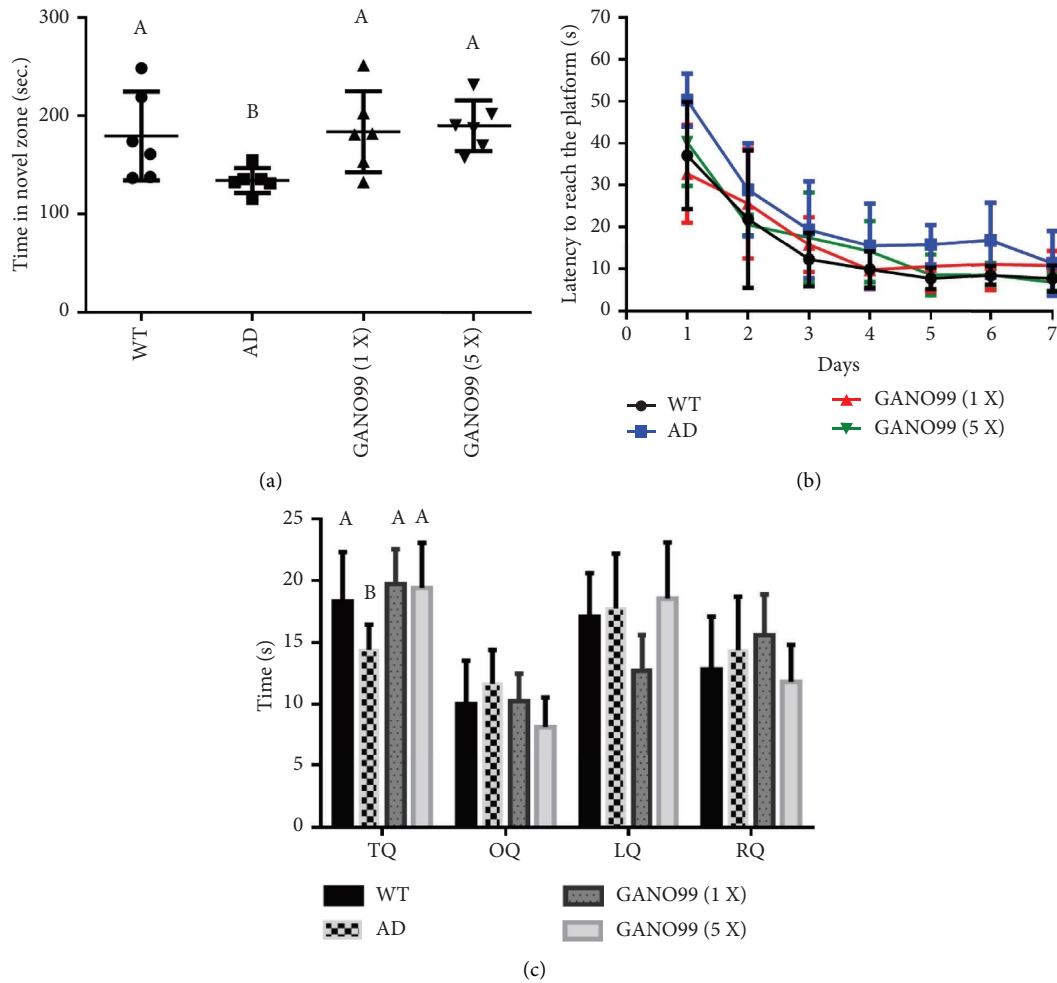 300
200
100
0
Time in novel zone (sec.)
A
B
A
A
WT
AD
GANO99 (1 X)
GANO99 (5 X)
(a)
70
60
50
40
30
20
10
0
Latency to reach the platform (s)
0 1 2 3 4 5 6 7
Days
WT
AD
GANO99 (1 X)
GANO99 (5 X)
(b)
25
20
15
10
5
0
Time (s)
A
B
A A
TQ OQ LQ RQ
WT
AD
GANO99 (1 X)
GANO99 (5 X)
(c)